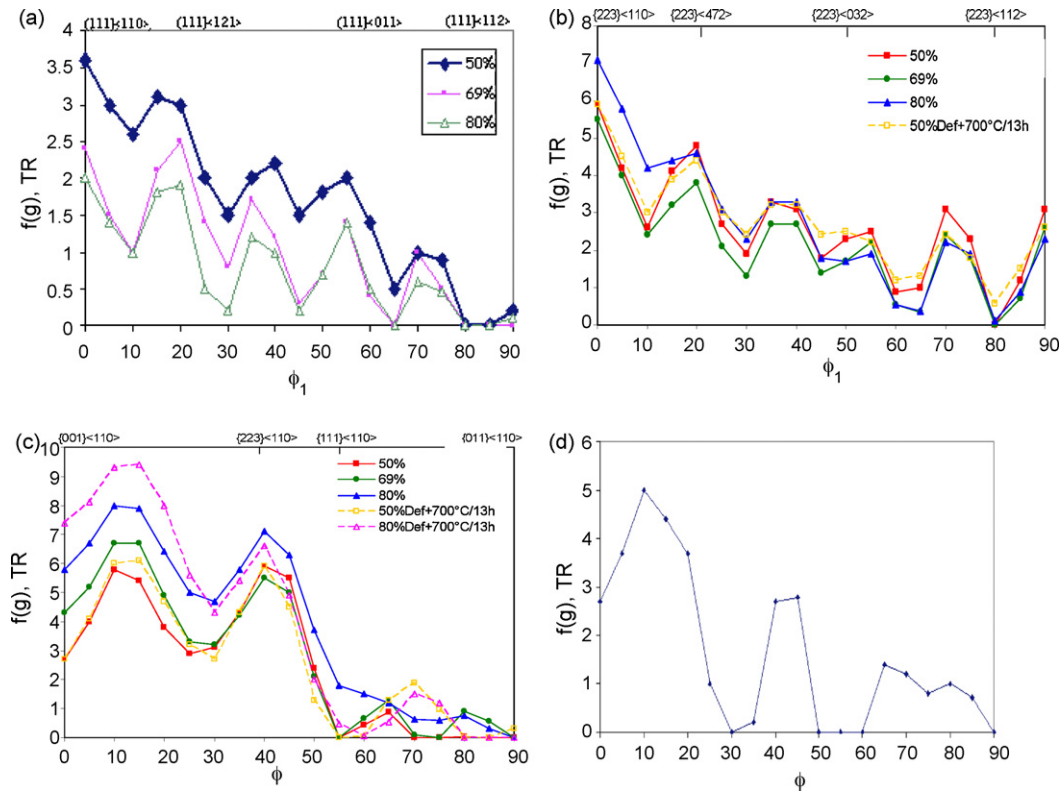 (a)
(111)<110> (111)<121> (111)<011> (111)<112>
f(g), TR
4
3.5
3
2.5
2
1.5
1
0.5
0
50%
69%
80%
0 10 20 30 40 50 60 70 80 90
ϕ1
(b)
{223}<110> {223}<472> {223}<032> {223}<112>
f(g), TR
8
7
6
5
4
3
2
1
0
50%
69%
80%
50%Def+700°C/13h
0 10 20 30 40 50 60 70 80 90
ϕ1
(c)
{001}<110> {223}<110> {111}<110> {011}<110>
f(g), TR
10
9
8
7
6
5
4
3
2
1
0
50%
69%
80%
50%Def+700°C/13h
80%Def+700°C/13h
0 10 20 30 40 50 60 70 80 90
ϕ
(d)
f(g), TR
6
5
4
3
2
1
0
0 10 20 30 40 50 60 70 80 90
ϕ